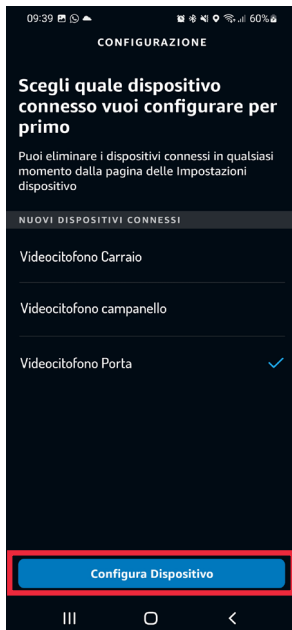 09:39 60%
CONFIGURAZIONE
Scegli quale dispositivo
connesso vuoi configurare per
primo
Puoi eliminare i dispositivi connessi in qualsiasi
momento dalla pagina delle Impostazioni
dispositivo
NUOVI DISPOSITIVI CONNESSI
Videocitofono Carraio
Videocitofono campanello
Videocitofono Porta
Configura Dispositivo